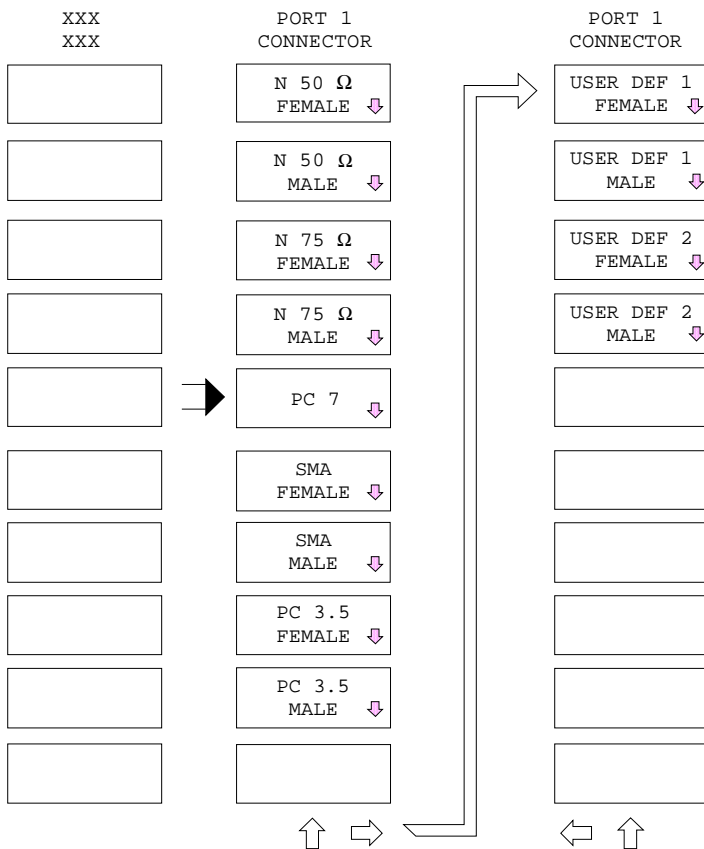 XXX
XXX
PORT 1
CONNECTOR
N 50 Ω
FEMALE
N 50 Ω
MALE
N 75 Ω
FEMALE
N 75 Ω
MALE
PC 7
SMA
FEMALE
SMA
MALE
PC 3.5
FEMALE
PC 3.5
MALE
PORT 1
CONNECTOR
USER DEF 1
FEMALE
USER DEF 1
MALE
USER DEF 2
FEMALE
USER DEF 2
MALE